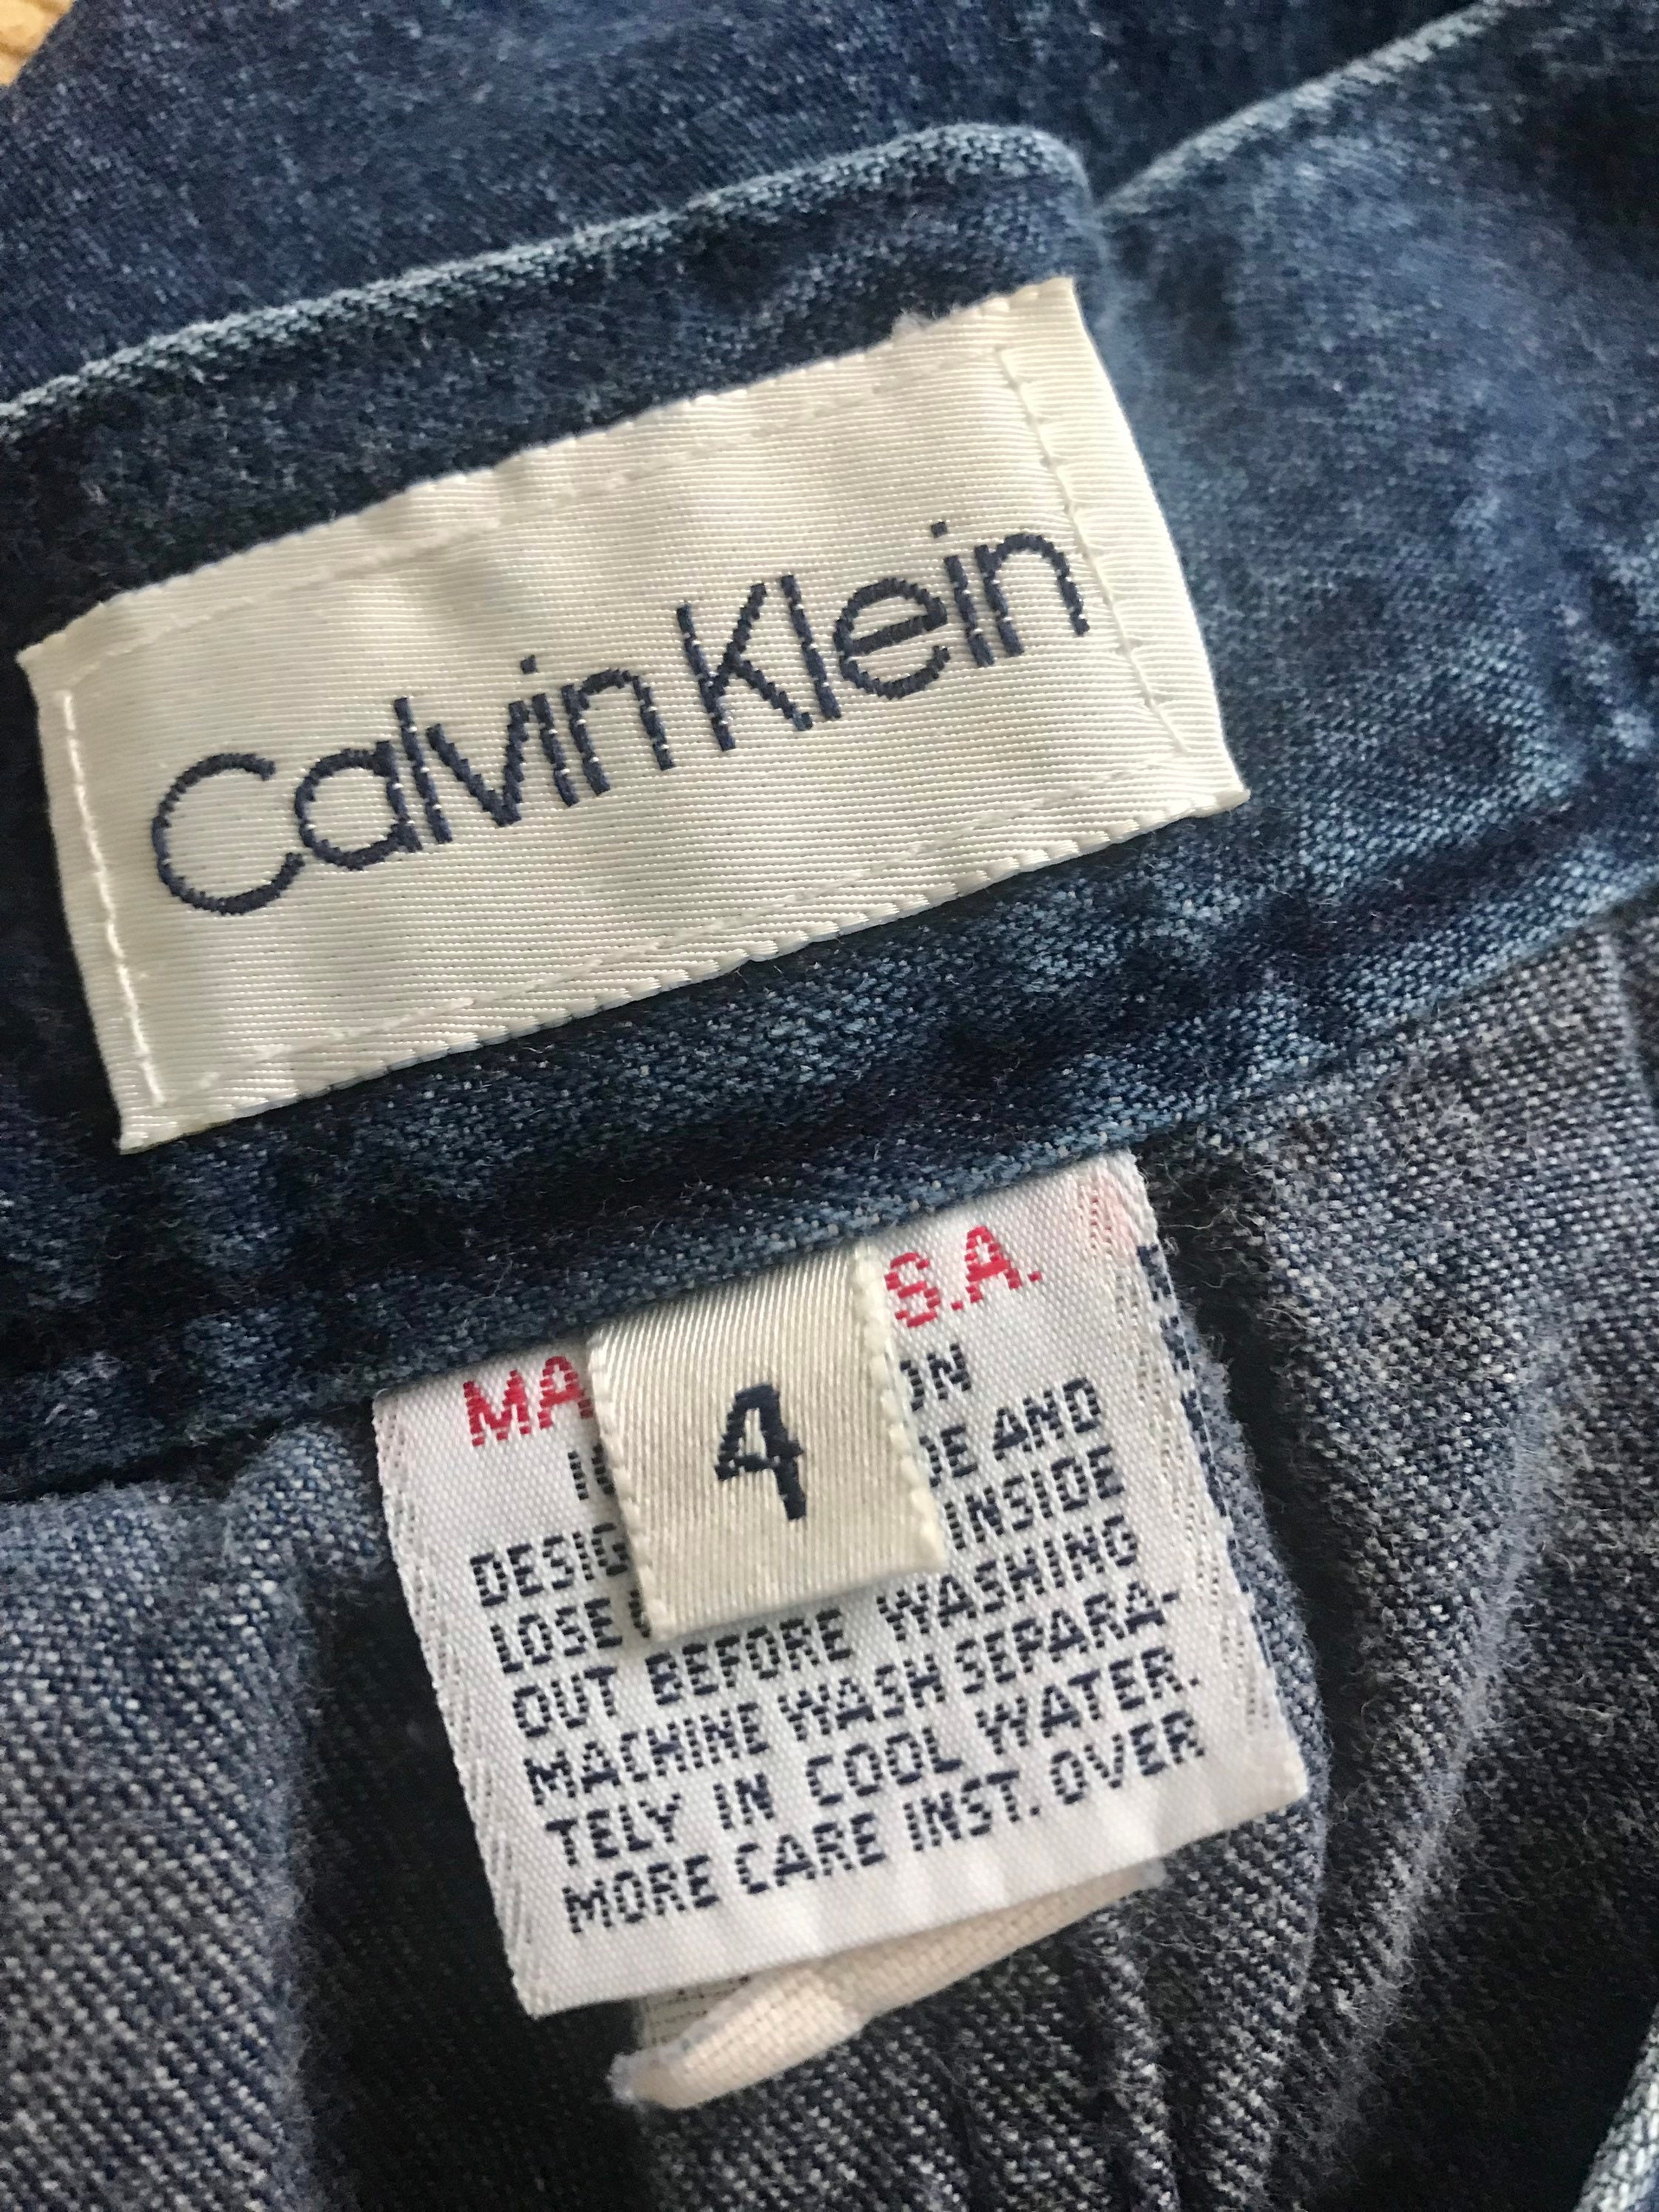 Calvin Klein
4
MA S.A.
ON
DESIG DE AND
LOSE INSIDE
OUT BEFORE WASHING
MACHINE WASH SEPARA-
TELY IN COOL WATER.
MORE CARE INST. OVER